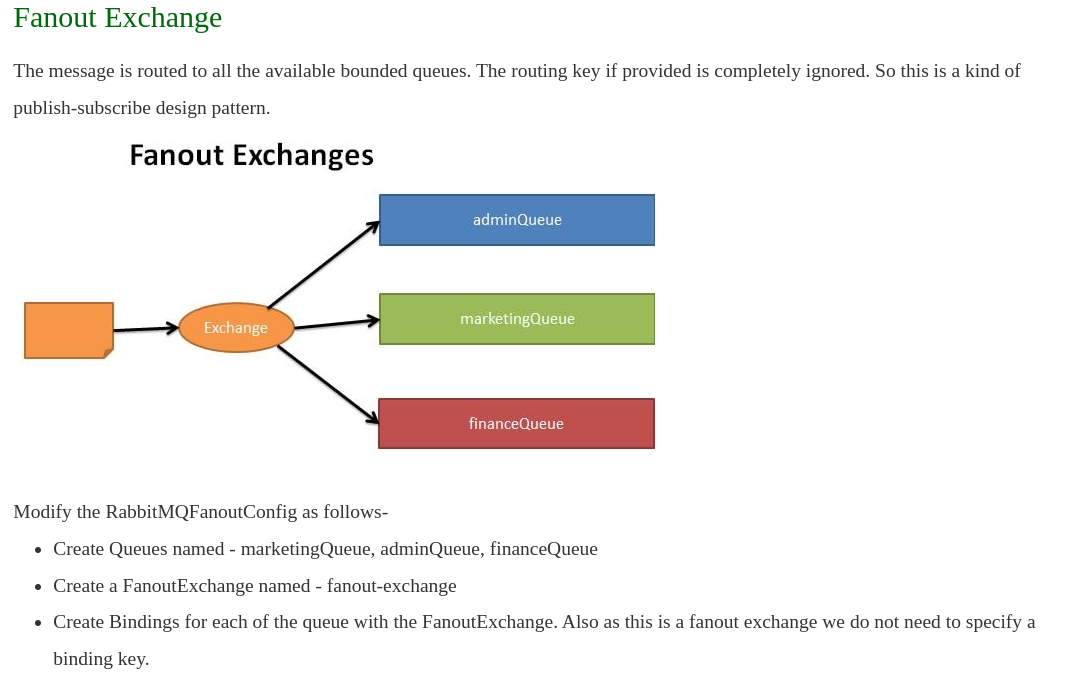 Fanout Exchange
The message is routed to all the available bounded queues. The routing key if provided is completely ignored. So this is a kind of
publish-subscribe design pattern.
Fanout Exchanges
adminQueue
marketingQueue
Exchange
financeQueue
Modify the RabbitMQFanoutConfig as follows-
• Create Queues named - marketingQueue, adminQueue, financeQueue
• Create a FanoutExchange named - fanout-exchange
• Create Bindings for each of the queue with the FanoutExchange. Also as this is a fanout exchange we do not need to specify a
binding key.